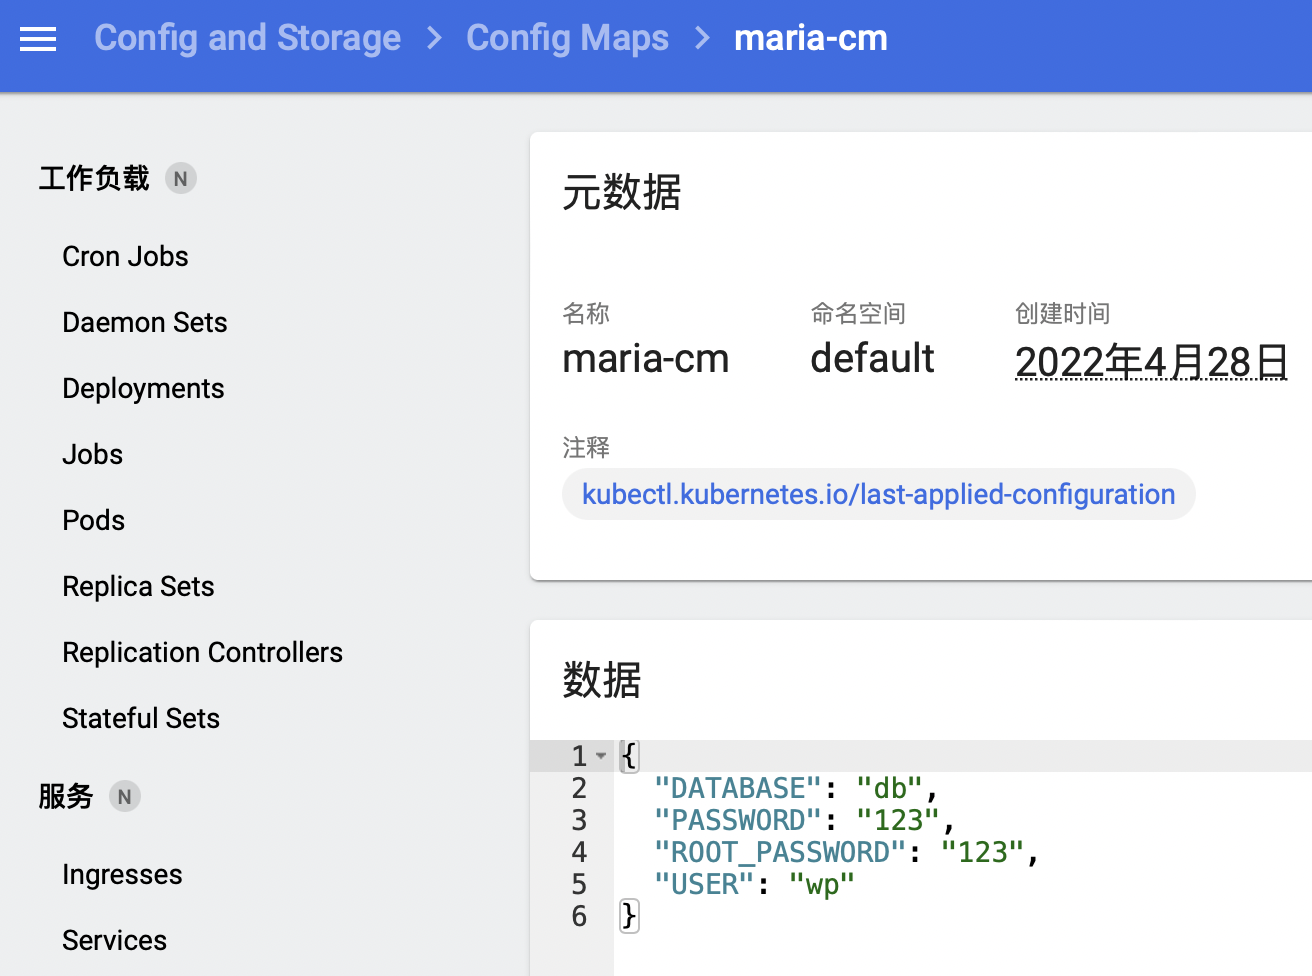 Config and Storage > Config Maps > maria-cm
工作负载 N
Cron Jobs
Daemon Sets
Deployments
Jobs
Pods
Replica Sets
Replication Controllers
Stateful Sets
服务 N
Ingresses
Services
元数据
名称 命名空间 创建时间
maria-cm default 2022年4月28日
注释
kubectl.kubernetes.io/last-applied-configuration
数据
1 {
2 "DATABASE": "db",
3 "PASSWORD": "123",
4 "ROOT_PASSWORD": "123",
5 "USER": "wp"
6 }